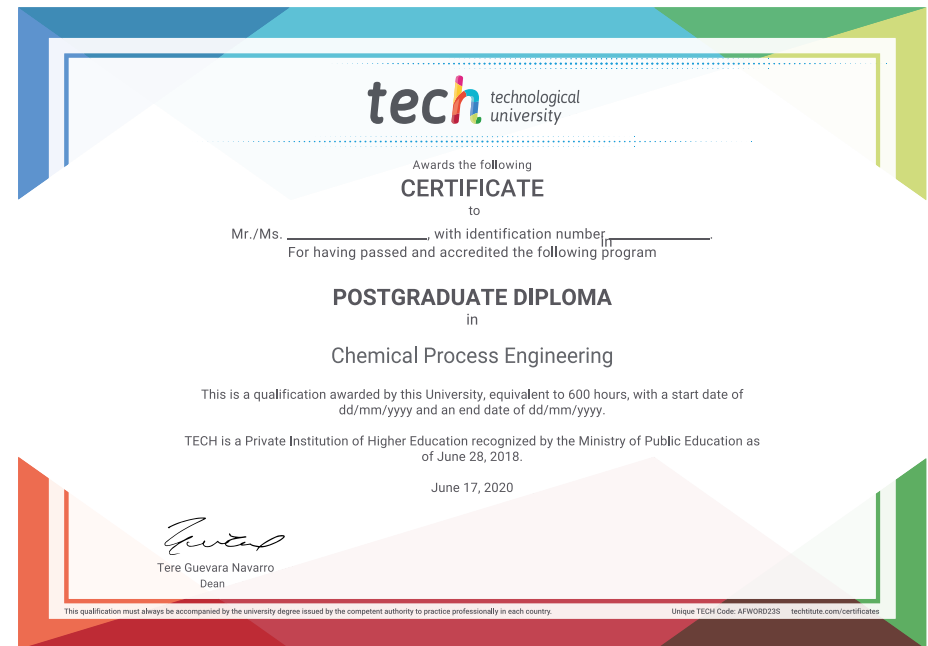 tech technological
university
Awards the following
CERTIFICATE
to
Mr./Ms. ____________________, with identification number ______________.
in
For having passed and accredited the following program
POSTGRADUATE DIPLOMA
in
Chemical Process Engineering
This is a qualification awarded by this University, equivalent to 600 hours, with a start date of
dd/mm/yyyy and an end date of dd/mm/yyyy.
TECH is a Private Institution of Higher Education recognized by the Ministry of Public Education as
of June 28, 2018.
June 17, 2020
Tere Guevara Navarro
Dean
This qualification must always be accompanied by the university degree issued by the competent authority to practice professionally in each country.
Unique TECH Code: AFWORD23S techtitute.com/certificates